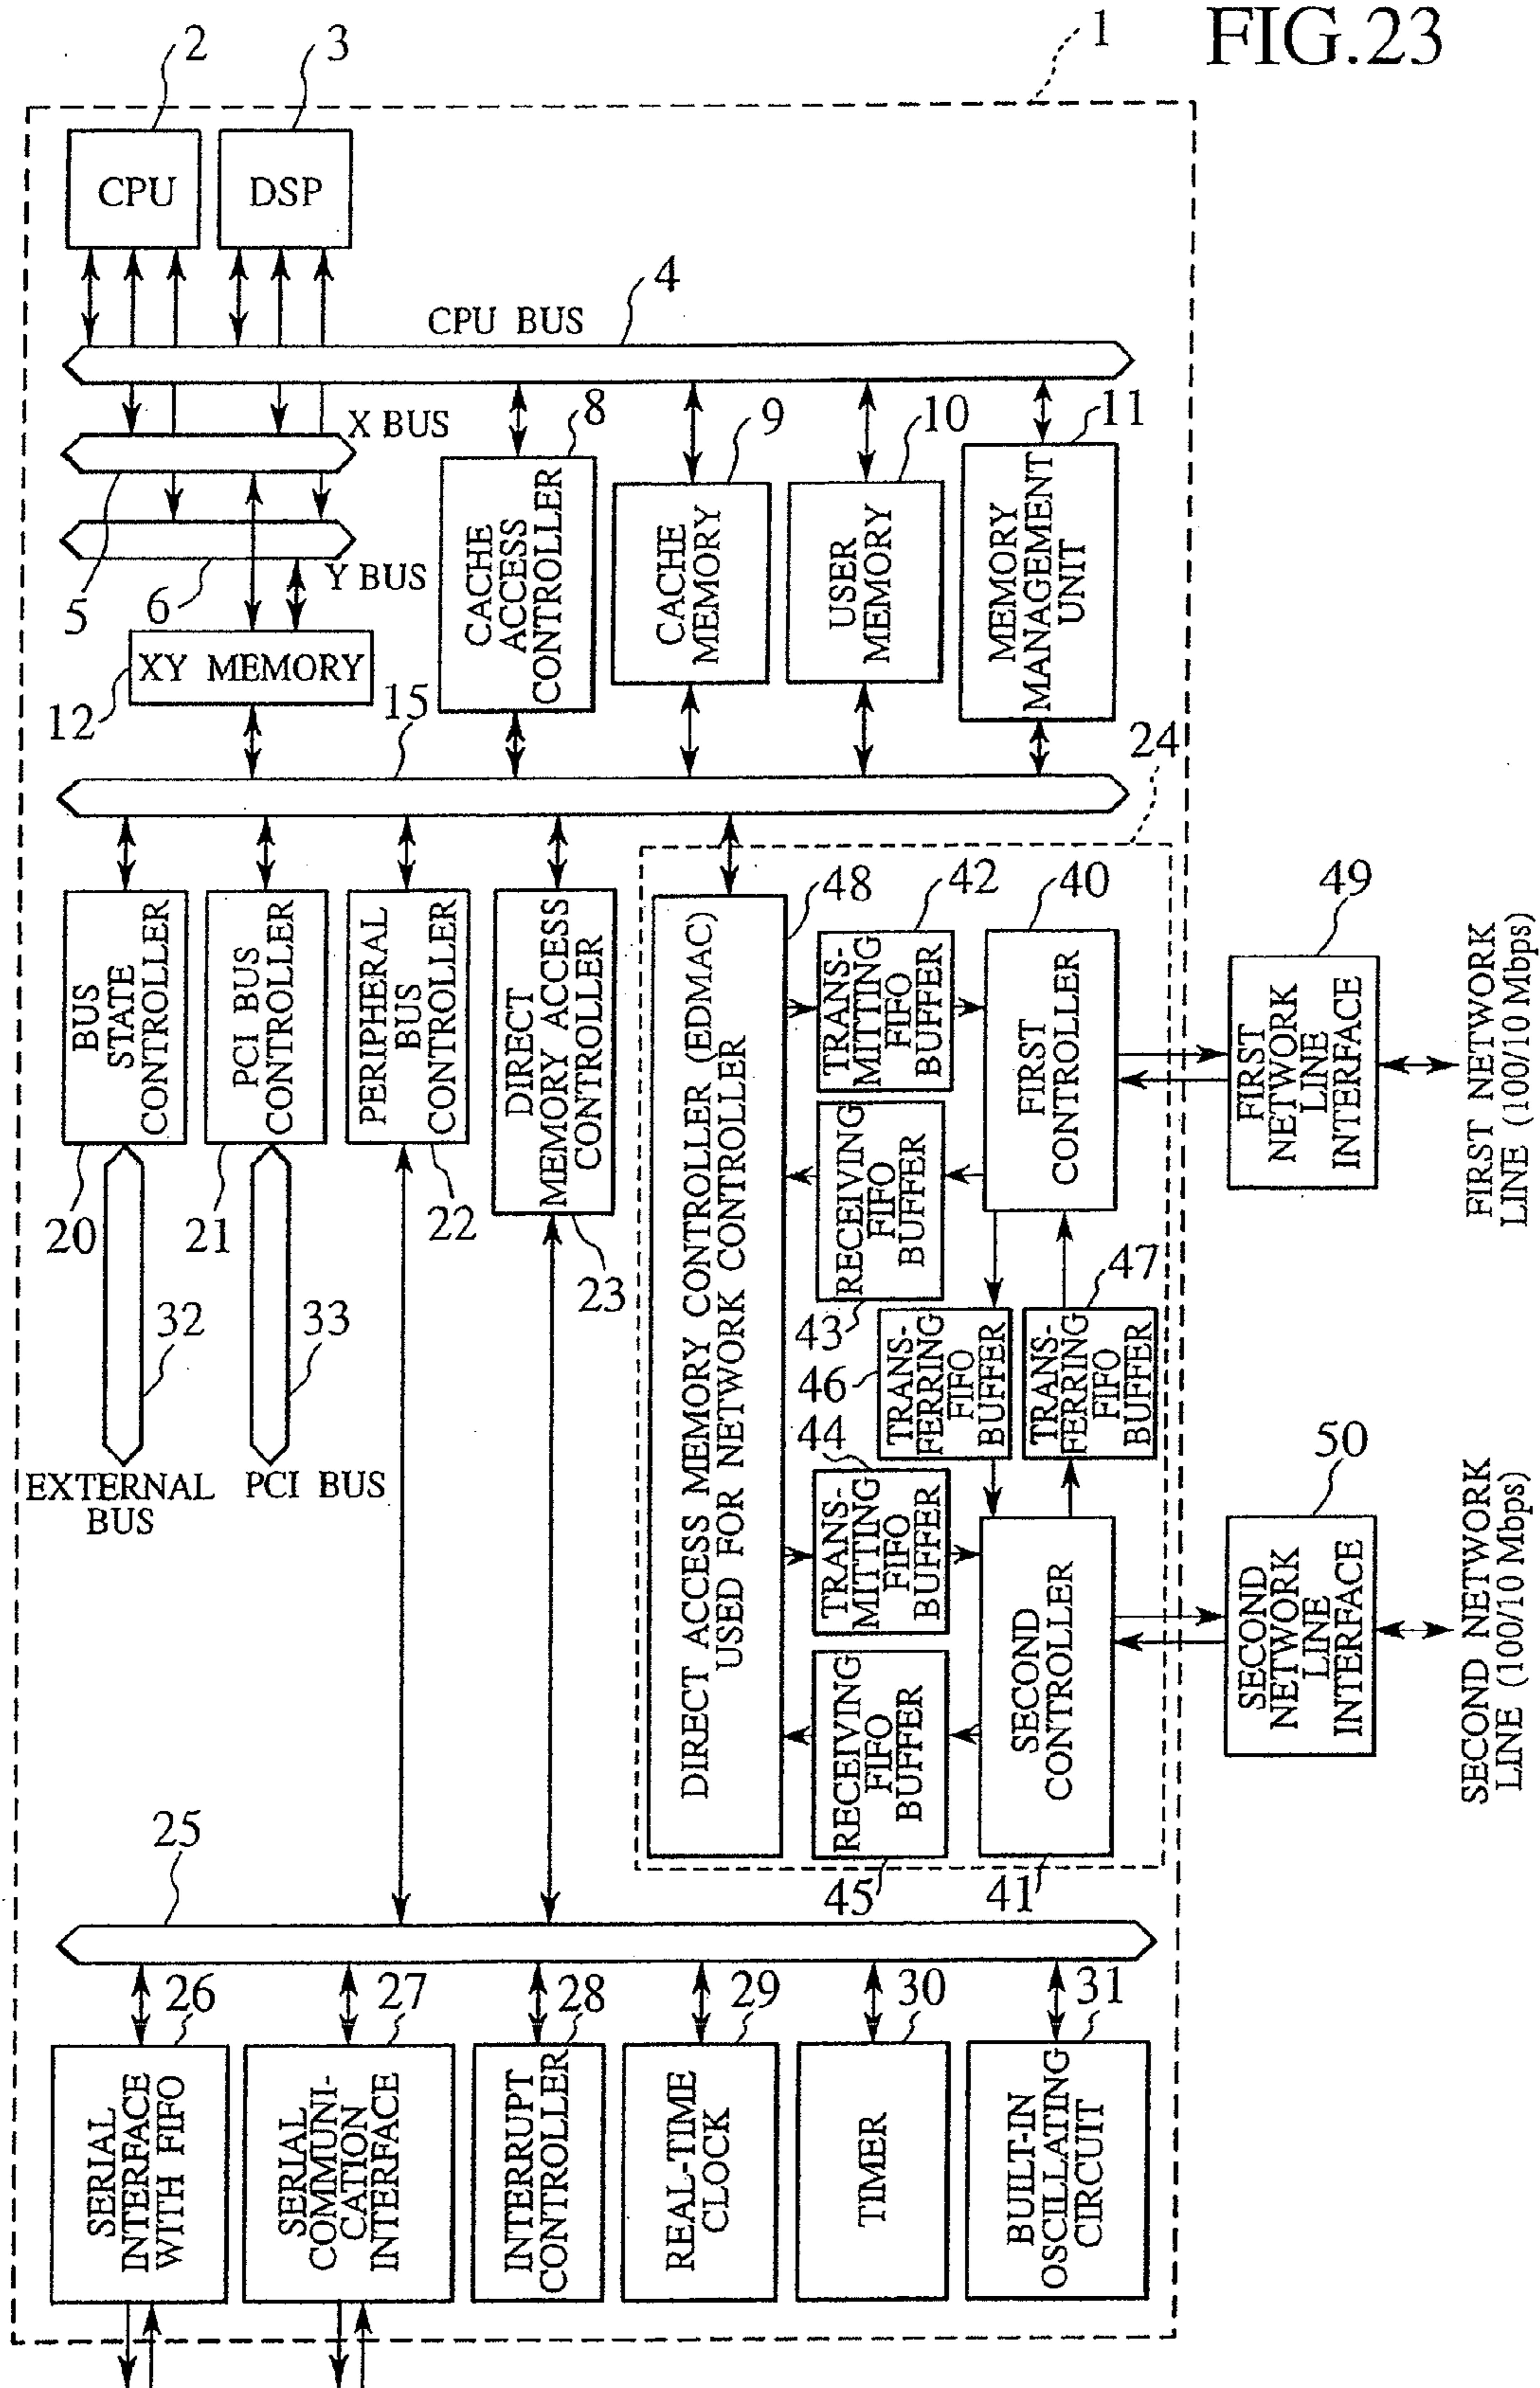 FIG.23
1
2
3
CPU
DSP
CPU BUS
4
X BUS
5
6
Y BUS
XY MEMORY
12
8
CACHE
ACCESS
CONTROLLER
9
CACHE
MEMORY
10
USER
MEMORY
11
MEMORY
MANAGEMENT
UNIT
15
24
BUS
STATE
CONTROLLER
20
PCI BUS
CONTROLLER
21
PERIPHERAL
BUS
CONTROLLER
22
DIRECT
MEMORY ACCESS
CONTROLLER
23
32
EXTERNAL
BUS
33
PCI BUS
DIRECT ACCESS MEMORY CONTROLLER (EDMAC)
USED FOR NETWORK CONTROLLER
48
42
TRANS-
MITTING
FIFO
BUFFER
40
FIRST
CONTROLLER
RECEIVING
FIFO
BUFFER
43
46
TRANS-
FERRING
FIFO
BUFFER
47
TRANS-
FERRING
FIFO
BUFFER
44
TRANS-
MITTING
FIFO
BUFFER
RECEIVING
FIFO
BUFFER
45
SECOND
CONTROLLER
41
49
FIRST
NETWORK
LINE
INTERFACE
FIRST NETWORK
LINE (100/10 Mbps)
50
SECOND
NETWORK
LINE
INTERFACE
SECOND NETWORK
LINE (100/10 Mbps)
25
26
SERIAL
INTERFACE
WITH FIFO
27
SERIAL
COMMUNI-
CATION
INTERFACE
28
INTERRUPT
CONTROLLER
29
REAL-TIME
CLOCK
30
TIMER
31
BUILT-IN
OSCILLATING
CIRCUIT